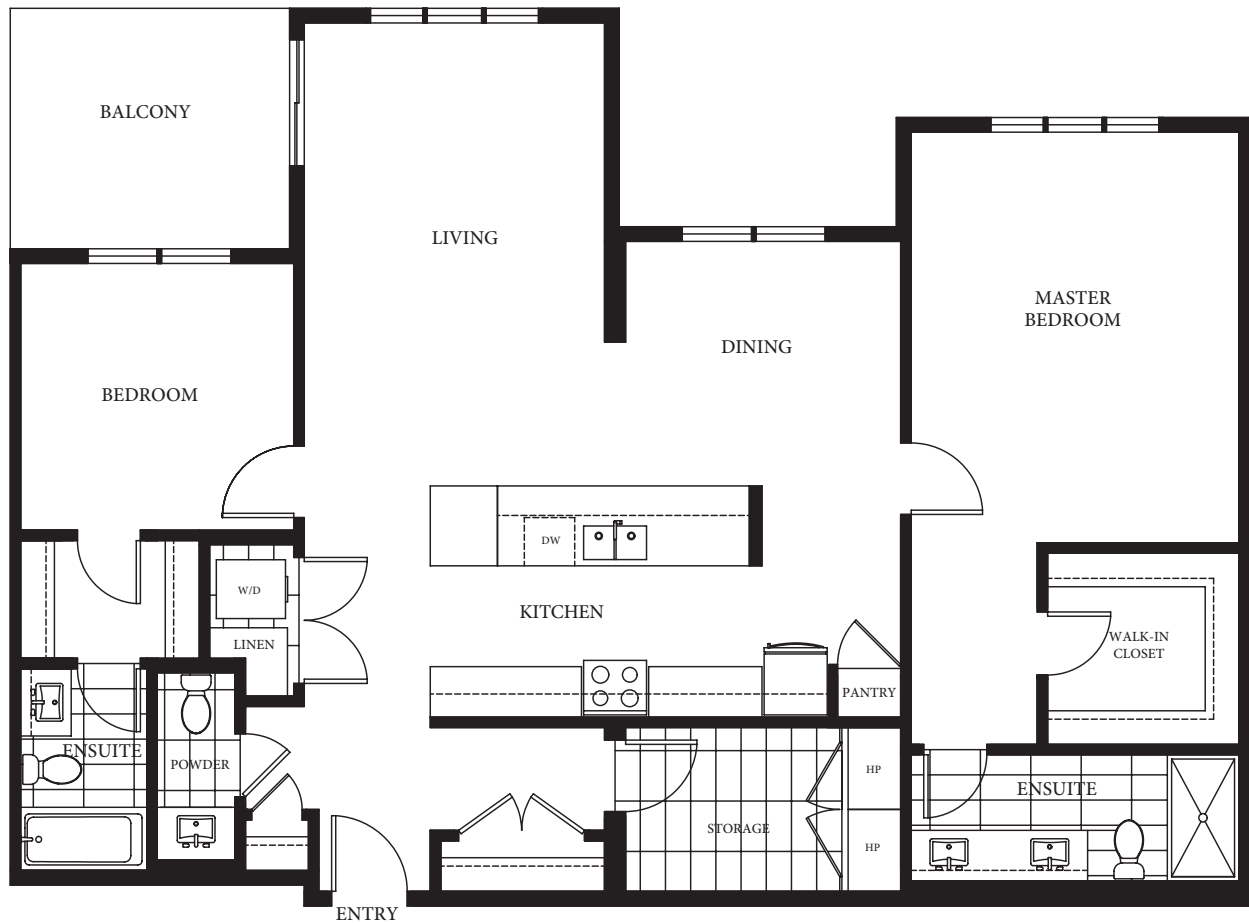 BALCONY
LIVING
MASTER
BEDROOM
DINING
BEDROOM
DW
W/D
KITCHEN
LINEN
WALK-IN
CLOSET
PANTRY
ENSUITE
POWDER
HP
ENSUITE
STORAGE
HP
ENTRY